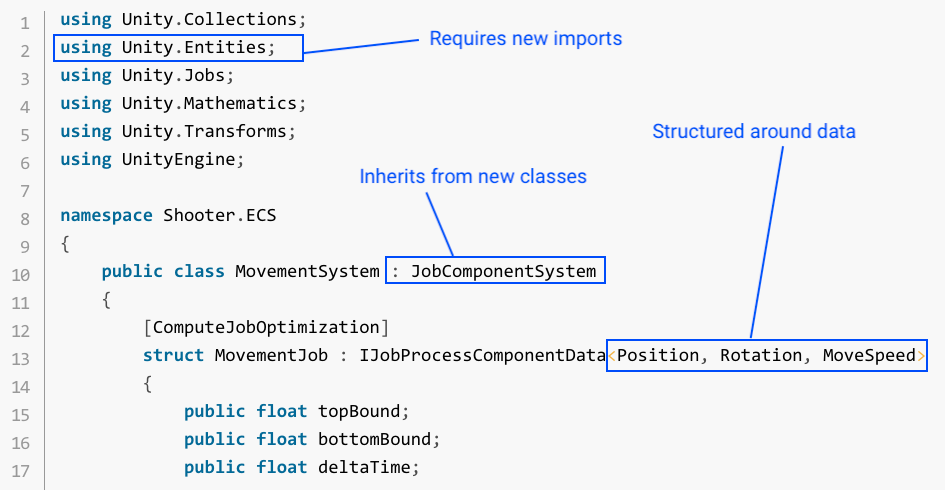 1 using Unity.Collections;
2 using Unity.Entities;
Requires new imports
3 using Unity.Jobs;
4 using Unity.Mathematics;
5 using Unity.Transforms;
Structured around data
6 using UnityEngine;
Inherits from new classes
7
8 namespace Shooter.ECS
9 {
10 public class MovementSystem : JobComponentSystem
11 {
12 [ComputeJobOptimization]
13 struct MovementJob : IJobProcessComponentData<Position, Rotation, MoveSpeed>
14 {
15 public float topBound;
16 public float bottomBound;
17 public float deltaTime;